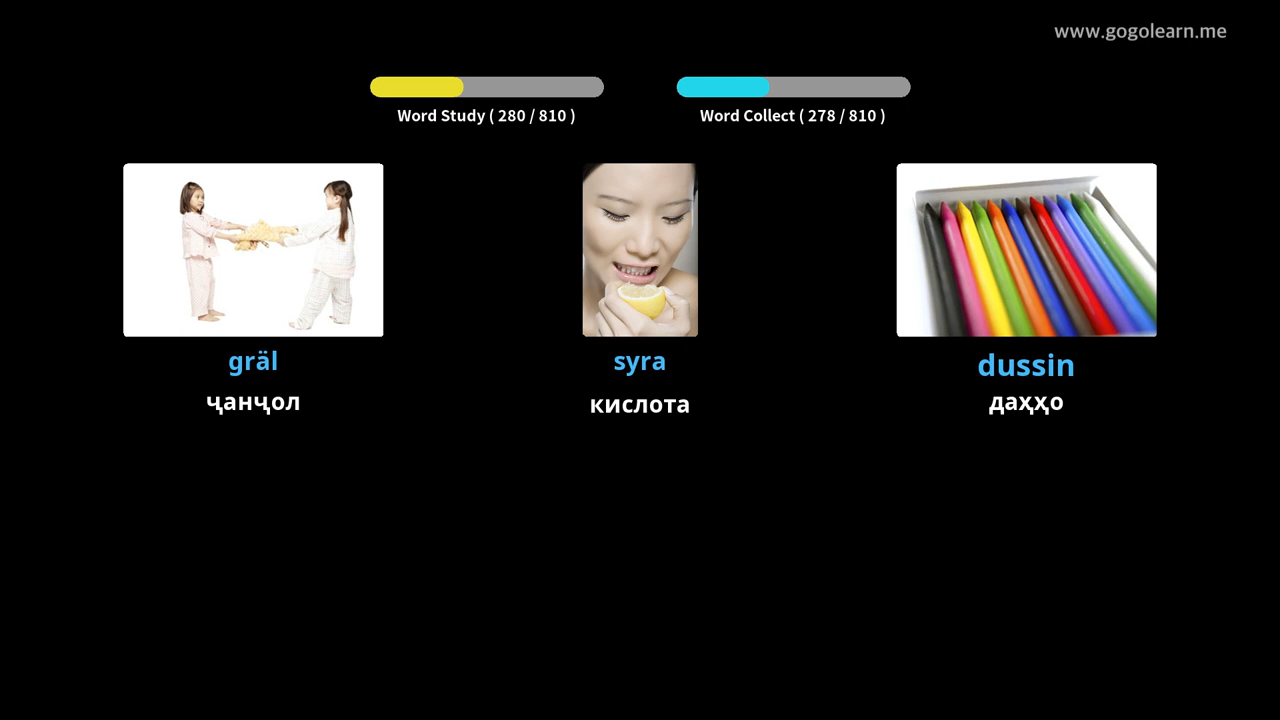 www.gogolearn.me
Word Study ( 280 / 810 )
Word Collect ( 278 / 810 )
gräl
syra
dussin
ҷанҷол
кислота
даҳҳо